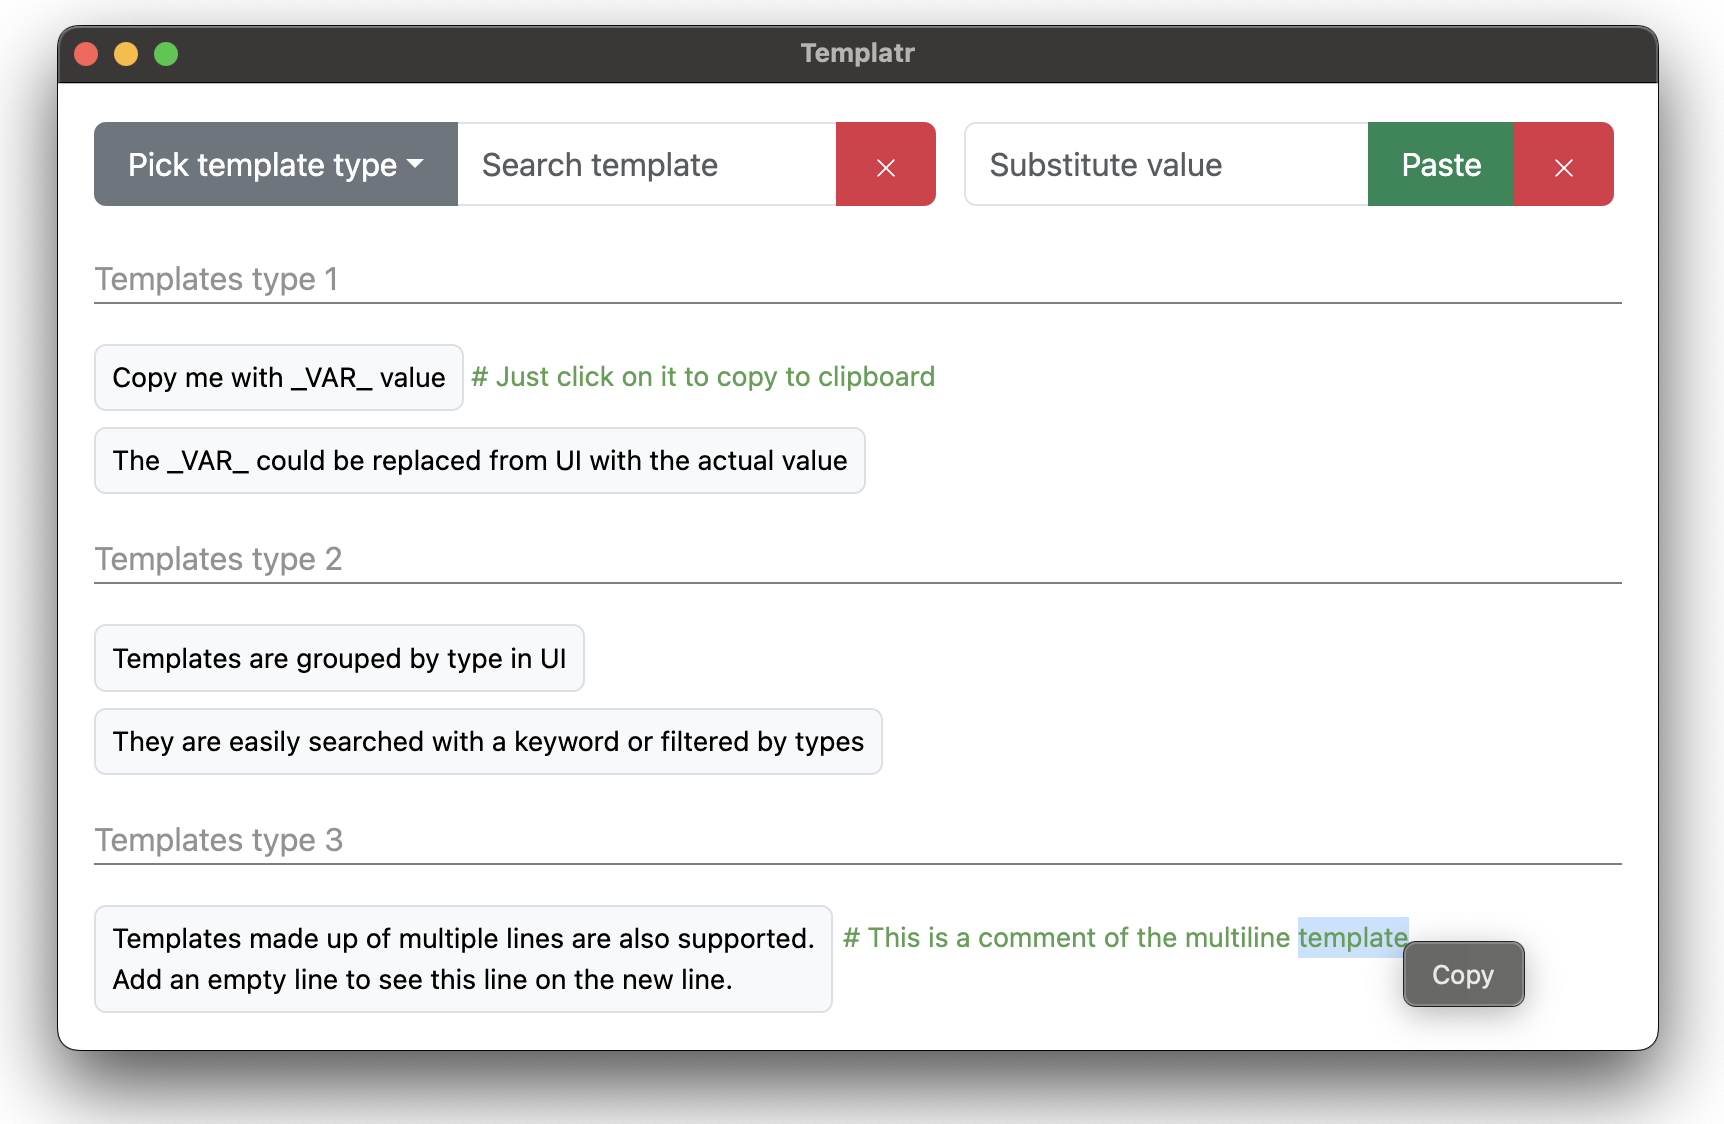 Templatr
Pick template type
Search template
×
Substitute value
Paste
×
Templates type 1
Copy me with _VAR_ value
# Just click on it to copy to clipboard
The _VAR_ could be replaced from UI with the actual value
Templates type 2
Templates are grouped by type in UI
They are easily searched with a keyword or filtered by types
Templates type 3
Templates made up of multiple lines are also supported.
Add an empty line to see this line on the new line.
# This is a comment of the multiline template
Copy